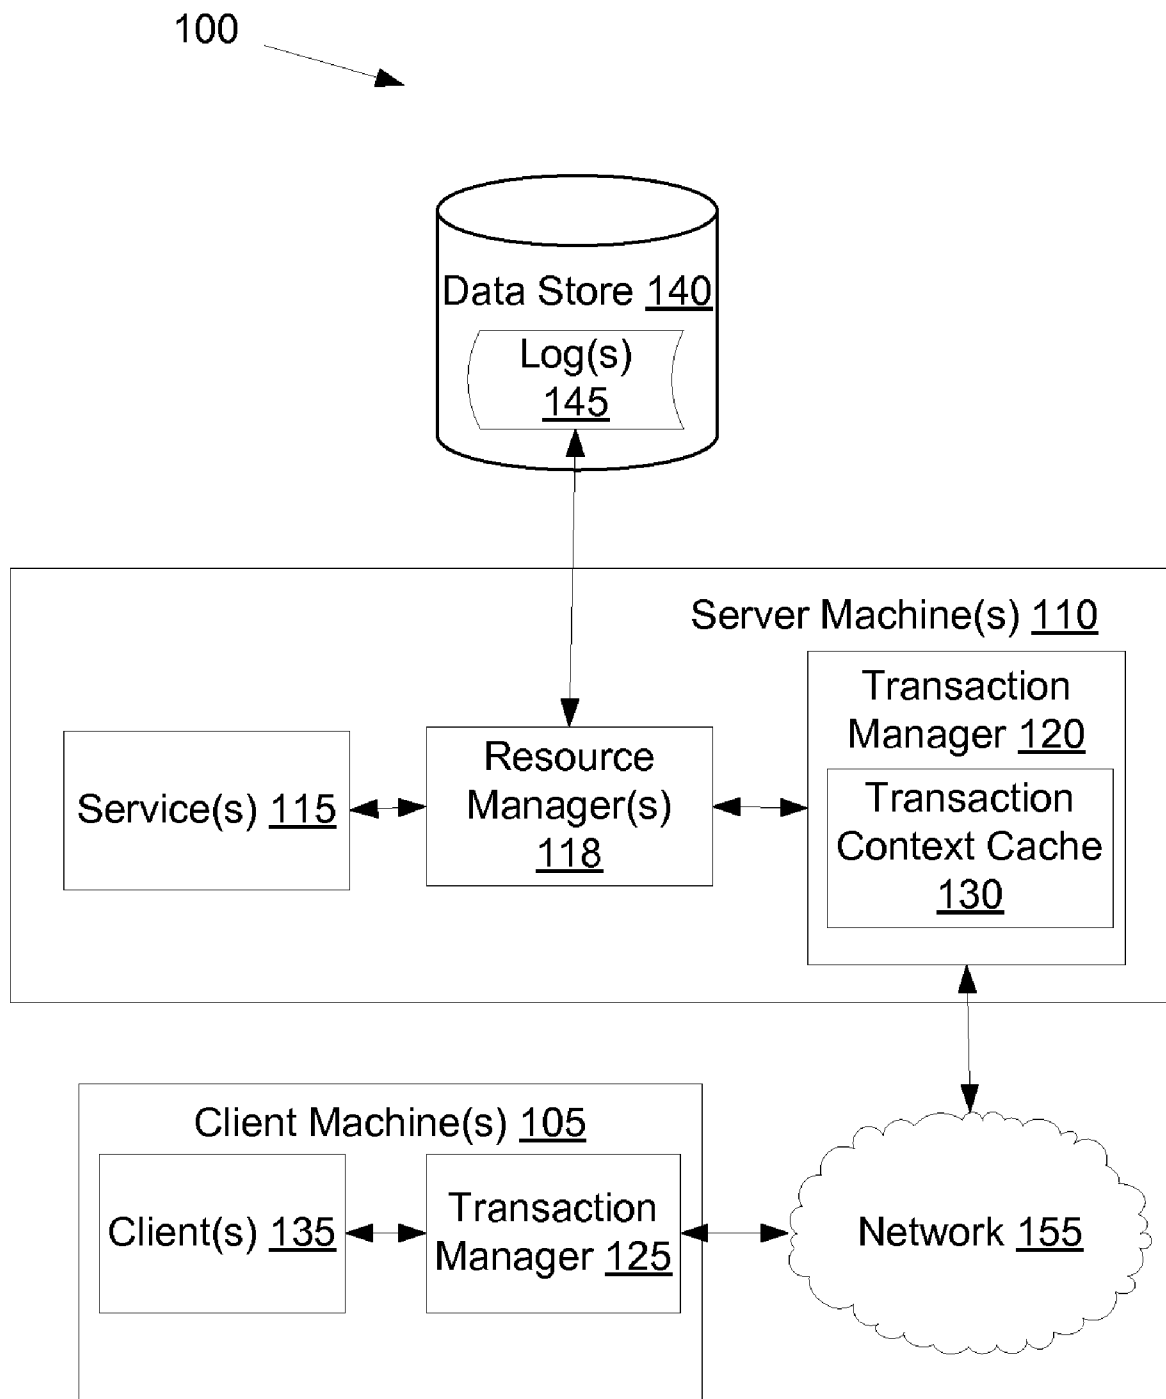 100
Data Store 140
Log(s)
145
Server Machine(s) 110
Transaction
Manager 120
Transaction
Context Cache
130
Resource
Manager(s)
118
Service(s) 115
Client Machine(s) 105
Client(s) 135
Transaction
Manager 125
Network 155